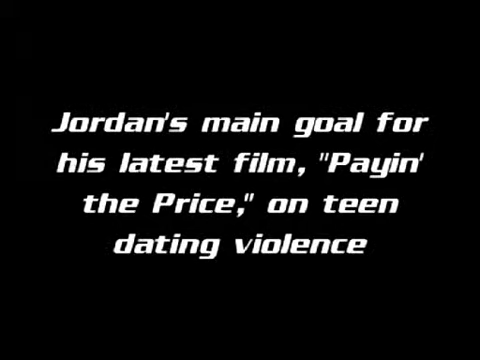 Jordan's main goal for
his latest film, "Payin'
the Price," on teen
dating violence